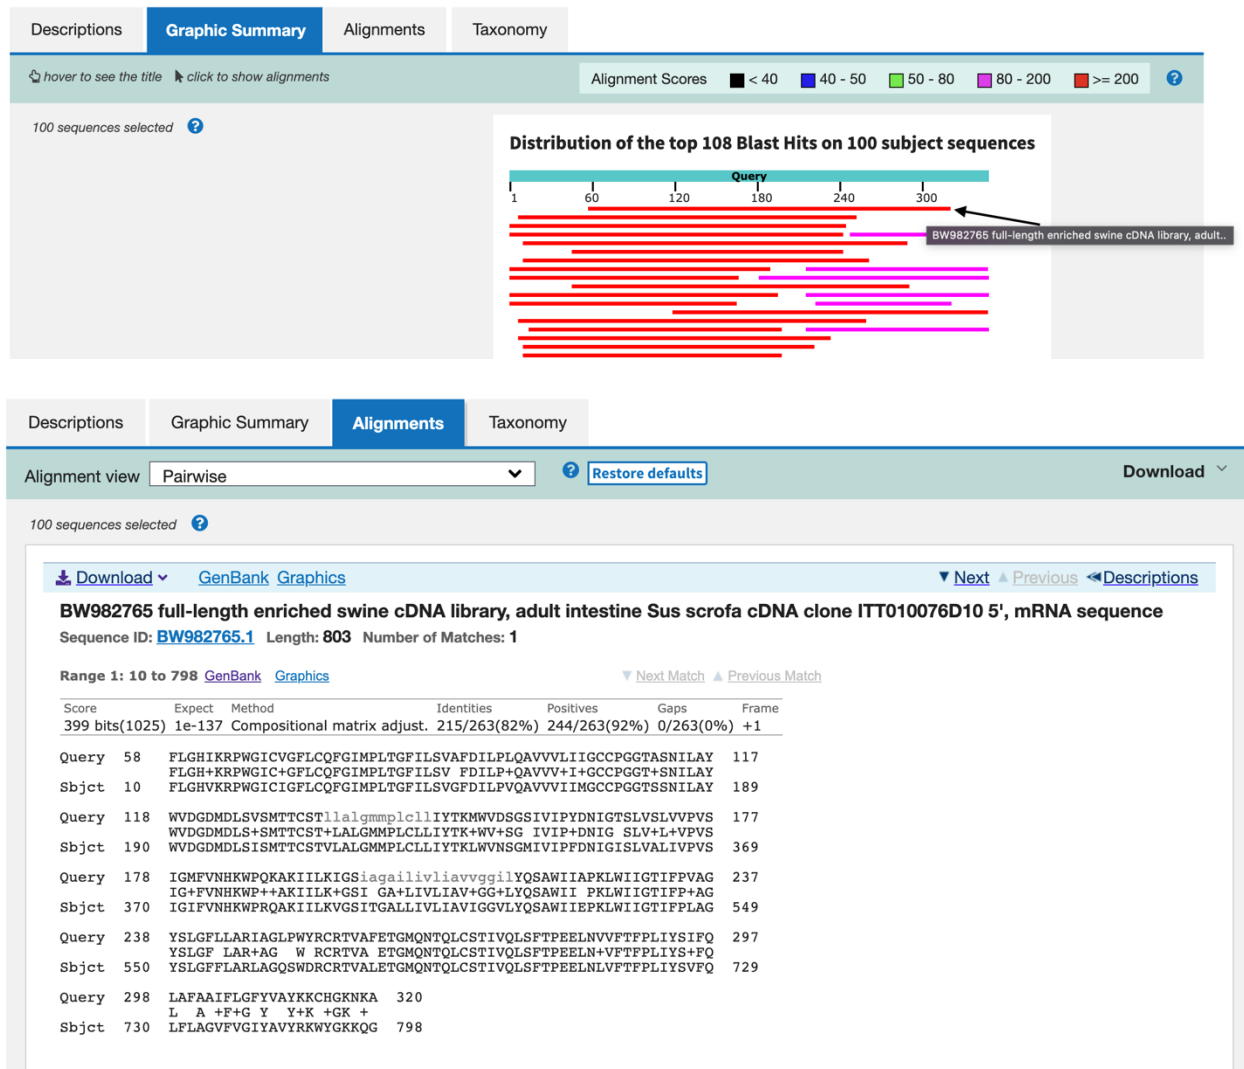 Descriptions Graphic Summary Alignments Taxonomy
hover to see the title click to show alignments Alignment Scores < 40 40 - 50 50 - 80 80 - 200 >= 200 ?
100 sequences selected ?
Distribution of the top 108 Blast Hits on 100 subject sequences
Query
1 60 120 180 240 300
BW982765 full-length enriched swine cDNA library, adult..
Descriptions Graphic Summary Alignments Taxonomy
Alignment view Pairwise ? Restore defaults Download
100 sequences selected ?
Download GenBank Graphics Next Previous Descriptions
BW982765 full-length enriched swine cDNA library, adult intestine Sus scrofa cDNA clone ITT010076D10 5', mRNA sequence
Sequence ID: BW982765.1 Length: 803 Number of Matches: 1
Range 1: 10 to 798 GenBank Graphics Next Match Previous Match
Score Expect Method Identities Positives Gaps Frame
399 bits(1025) 1e-137 Compositional matrix adjust. 215/263(82%) 244/263(92%) 0/263(0%) +1
Query 58 FLGHIKRPWGICVGFLCQFGIMPLTGFILSVAFDILPLQAVVVLIIGCCPGGTASNILAY 117
FLGH+KRPWGIC+GFLCQFGIMPLTGFILSV FDILP+QAVVV+I+GCCPGGT+SNILAY
Sbjct 10 FLGHVKRPWGICIGFLCQFGIMPLTGFILSVGFDILPVQAVVVIIMGCCPGGTSSNILAY 189
Query 118 WVDGDMDLSVSMTTCSTllalgmmplcllIYTKMWVDSGSIVIPYDNIGTSLVSLVVPVS 177
WVDGDMDLS+SMTTCST+LALGMMPLCLLIYTK+WV+SG IVIP+DNIG SLV+L+VPVS
Sbjct 190 WVDGDMDLSISMTTCSTVLALGMMPLCLLIYTKLWVNSGMIVIPFDNIGISLVALIVPVS 369
Query 178 IGMFVNHKWPQKAKIILKIGSiagailivliavvggilYQSAWIIAPKLWIIGTIFPVAG 237
IG+FVNHKWP++AKIILK+GSI GA+LIVLIAV+GG+LYQSAWII PKLWIIGTIFP+AG
Sbjct 370 IGIFVNHKWPRQAKIILKVGSITGALLIVLIAVIGGVLYQSAWIIEPKLWIIGTIFPLAG 549
Query 238 YSLGFLLARIAGLPWYRCRTVAFETGMQNTQLCSTIVQLSFTPEELNVVFTFPLIYSIFQ 297
YSLGF LAR+AG W RCRTVA ETGMQNTQLCSTIVQLSFTPEELN+VFTFPLIYS+FQ
Sbjct 550 YSLGFFLARLAGQSWDRCRTVALETGMQNTQLCSTIVQLSFTPEELNLVFTFPLIYSVFQ 729
Query 298 LAFAAIFLGFYVAYKKCHGKNKA 320
L A +F+G Y Y+K +GK +
Sbjct 730 LFLAGVFVGIYAVYRKWYGKKQG 798